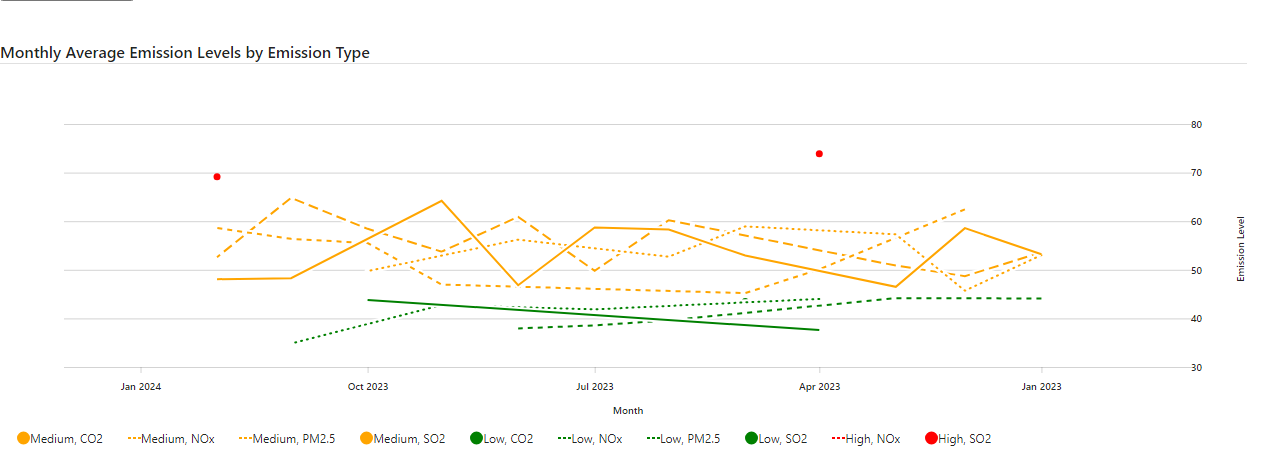 Monthly Average Emission Levels by Emission Type
80
70
60
50
40
30
Emission Level
Jan 2024 Oct 2023 Jul 2023 Apr 2023 Jan 2023
Month
Medium, CO2 Medium, NOx Medium, PM2.5 Medium, SO2 Low, CO2 Low, NOx Low, PM2.5 Low, SO2 High, NOx High, SO2